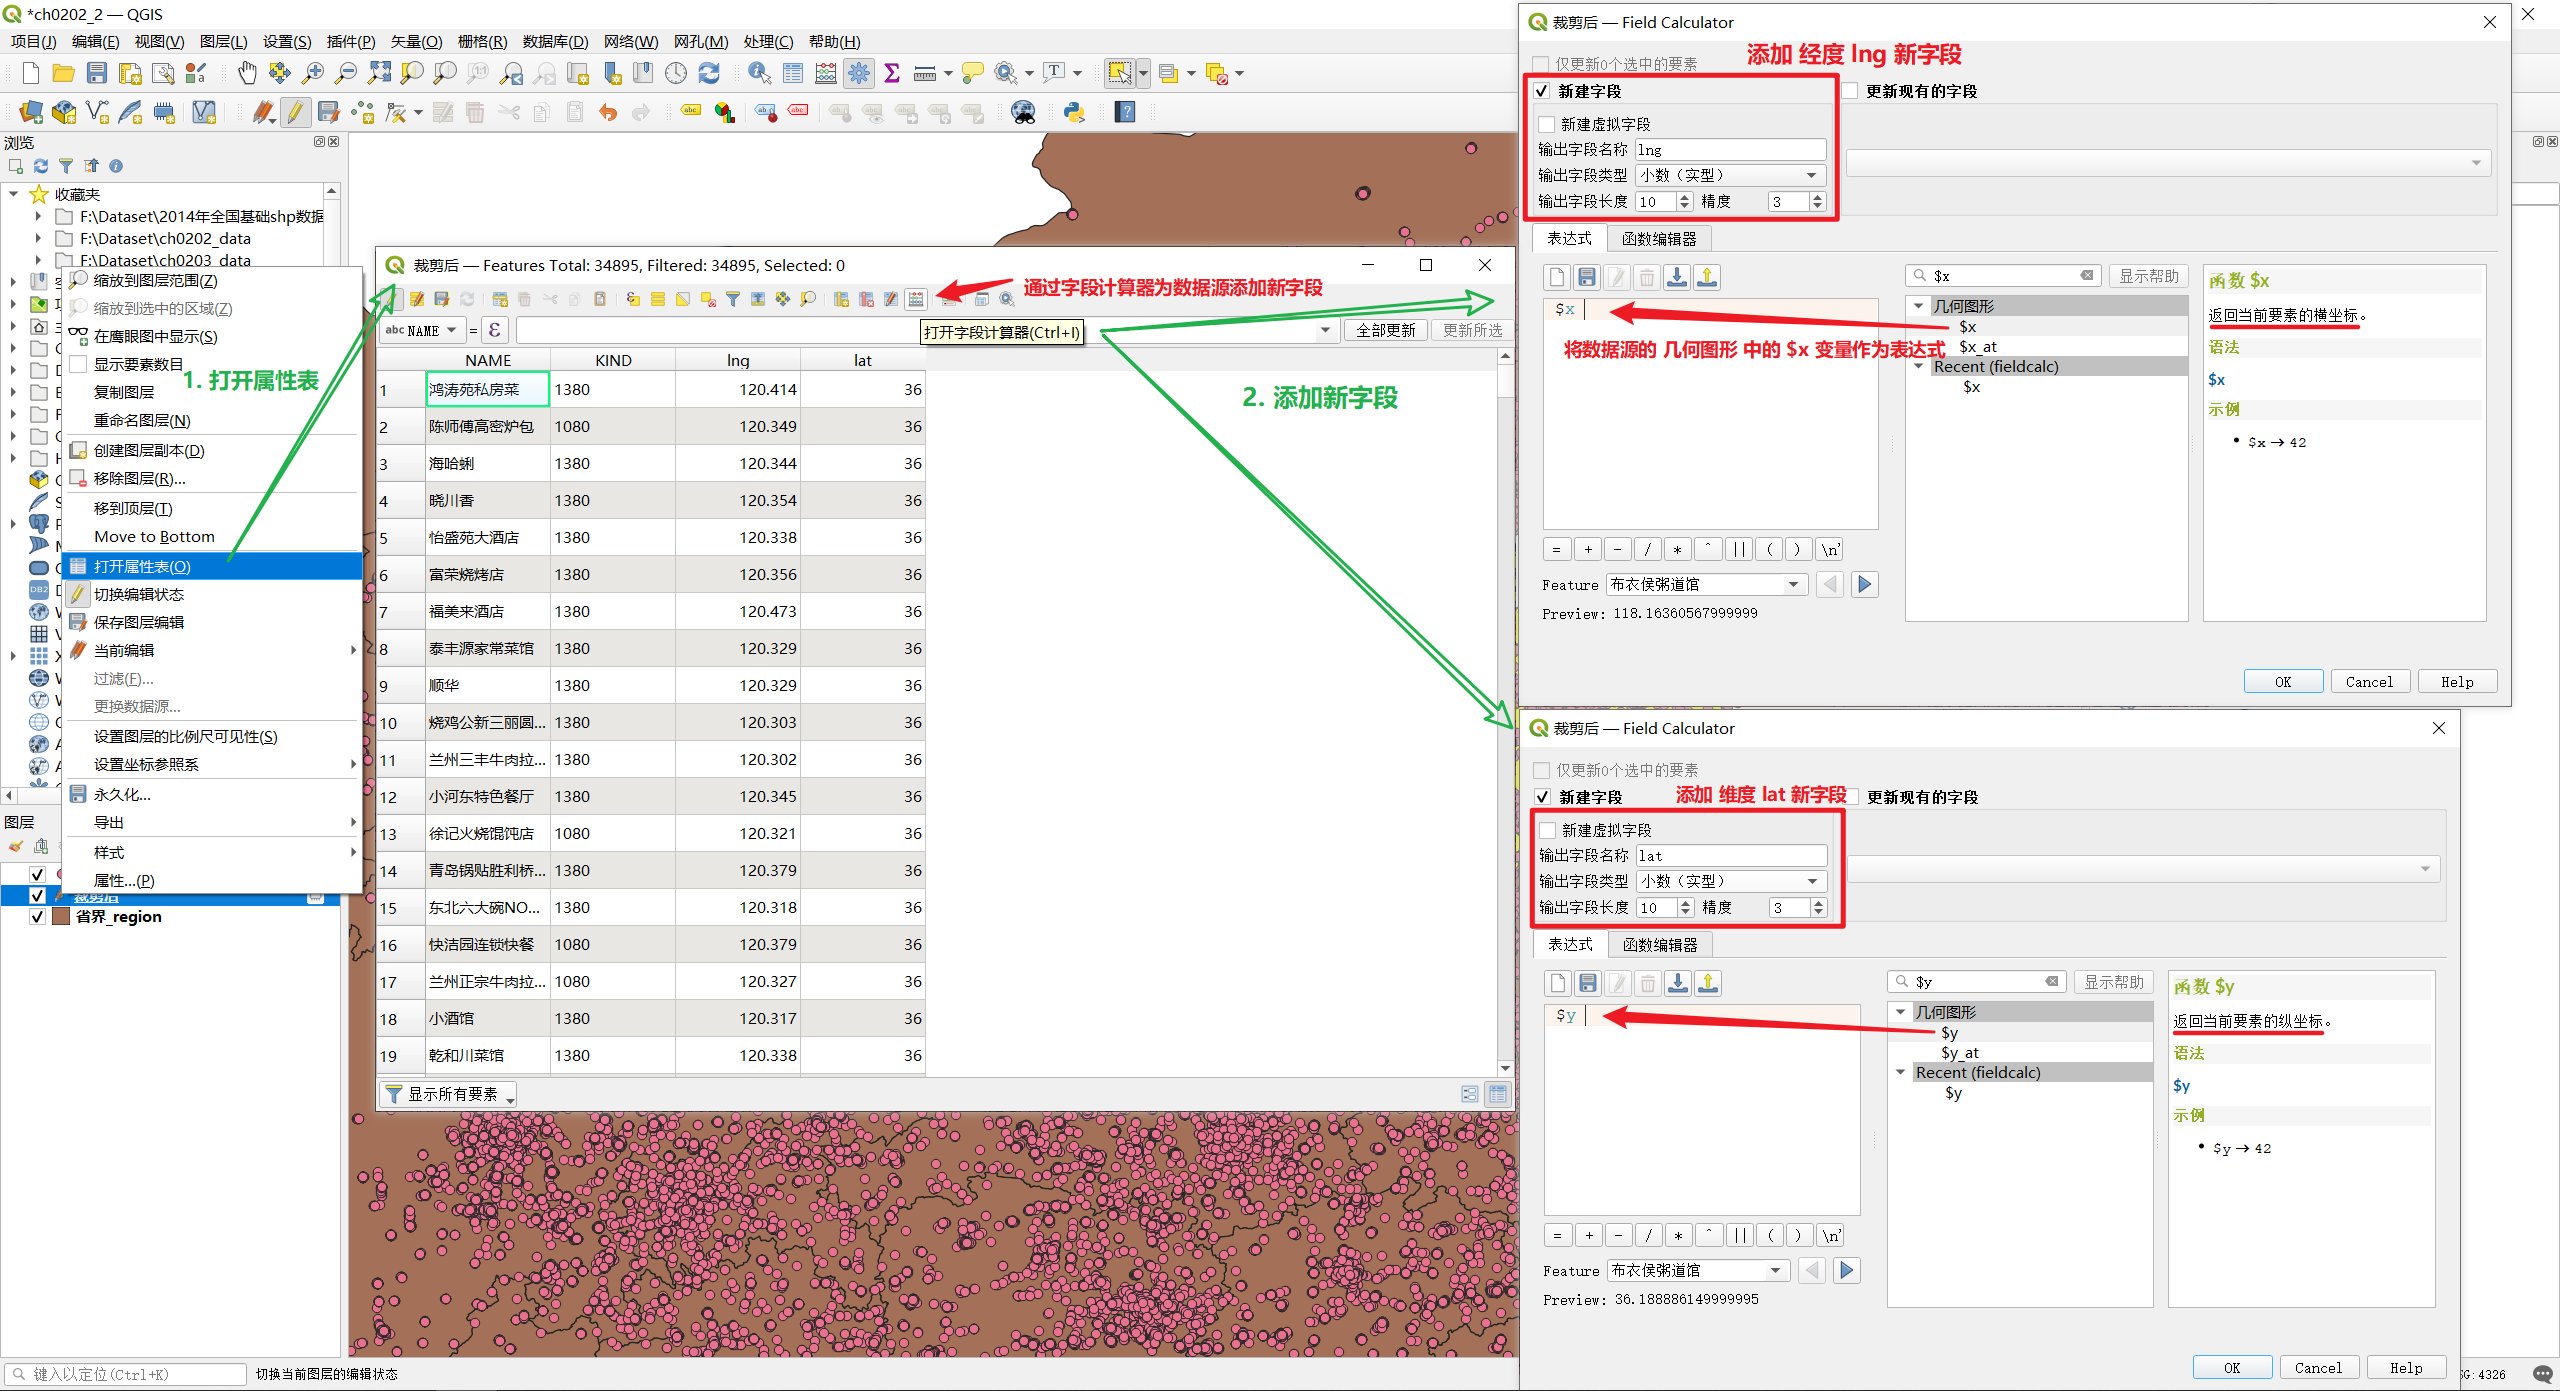 *ch0202_2 — QGIS
项目(J) 编辑(E) 视图(V) 图层(L) 设置(S) 插件(P) 矢量(O) 栅格(R) 数据库(D) 网络(W) 网孔(M) 处理(C) 帮助(H)
浏览
收藏夹
F:\Dataset\2014年全国基础shp数据
F:\Dataset\ch0202_data
F:\Dataset\ch0203_data
缩放到图层范围(Z)
缩放到选中的区域(Z)
在鹰眼图中显示(S)
显示要素数目
复制图层
重命名图层(N)
创建图层副本(D)
移除图层(R)...
移到顶层(T)
Move to Bottom
打开属性表(O)
切换编辑状态
保存图层编辑
当前编辑
过滤(F)...
更换数据源...
设置图层的比例尺可见性(S)
设置坐标参照系
永久化...
导出
样式
属性...(P)
1. 打开属性表
图层
裁剪后
省界_region
键入以定位(Ctrl+K)
切换当前图层的编辑状态
裁剪后 — Features Total: 34895, Filtered: 34895, Selected: 0
通过字段计算器为数据源添加新字段
abc NAME = ε 打开字段计算器(Ctrl+I) 全部更新 更新所选
2. 添加新字段
NAME KIND lng lat
1 鸿涛苑私房菜 1380 120.414 36
2 陈师傅高密炉包 1080 120.349 36
3 海哈蜊 1380 120.344 36
4 晓川香 1380 120.354 36
5 怡盛苑大酒店 1380 120.338 36
6 富荣烧烤店 1380 120.356 36
7 福美来酒店 1380 120.473 36
8 泰丰源家常菜馆 1380 120.329 36
9 顺华 1380 120.329 36
10 烧鸡公新三丽圆... 1380 120.303 36
11 兰州三丰牛肉拉... 1380 120.302 36
12 小河东特色餐厅 1380 120.345 36
13 徐记火烧馄饨店 1080 120.321 36
14 青岛锅贴胜利桥... 1380 120.379 36
15 东北六大碗NO... 1380 120.318 36
16 快洁园连锁快餐 1080 120.379 36
17 兰州正宗牛肉拉... 1080 120.327 36
18 小酒馆 1380 120.317 36
19 乾和川菜馆 1380 120.338 36
显示所有要素
裁剪后 — Field Calculator
添加 经度 lng 新字段
仅更新0个选中的要素
新建字段 更新现有的字段
新建虚拟字段
输出字段名称 lng
输出字段类型 小数（实型）
输出字段长度 10 精度 3
表达式 函数编辑器
$x 显示帮助
$x
几何图形
$x
$x_at
Recent (fieldcalc)
$x
将数据源的 几何图形 中的 $x 变量作为表达式
函数 $x
返回当前要素的横坐标。
语法
$x
示例
• $x → 42
= + - / * ^ || ( ) \n'
Feature 布衣侯粥道馆
Preview: 118.16360567999999
OK Cancel Help
裁剪后 — Field Calculator
仅更新0个选中的要素
新建字段 添加 维度 lat 新字段 更新现有的字段
新建虚拟字段
输出字段名称 lat
输出字段类型 小数（实型）
输出字段长度 10 精度 3
表达式 函数编辑器
$y 显示帮助
$y
几何图形
$y
$y_at
Recent (fieldcalc)
$y
函数 $y
返回当前要素的纵坐标。
语法
$y
示例
• $y → 42
= + - / * ^ || ( ) \n'
Feature 布衣侯粥道馆
Preview: 36.188886149999995
OK Cancel Help
G:4326